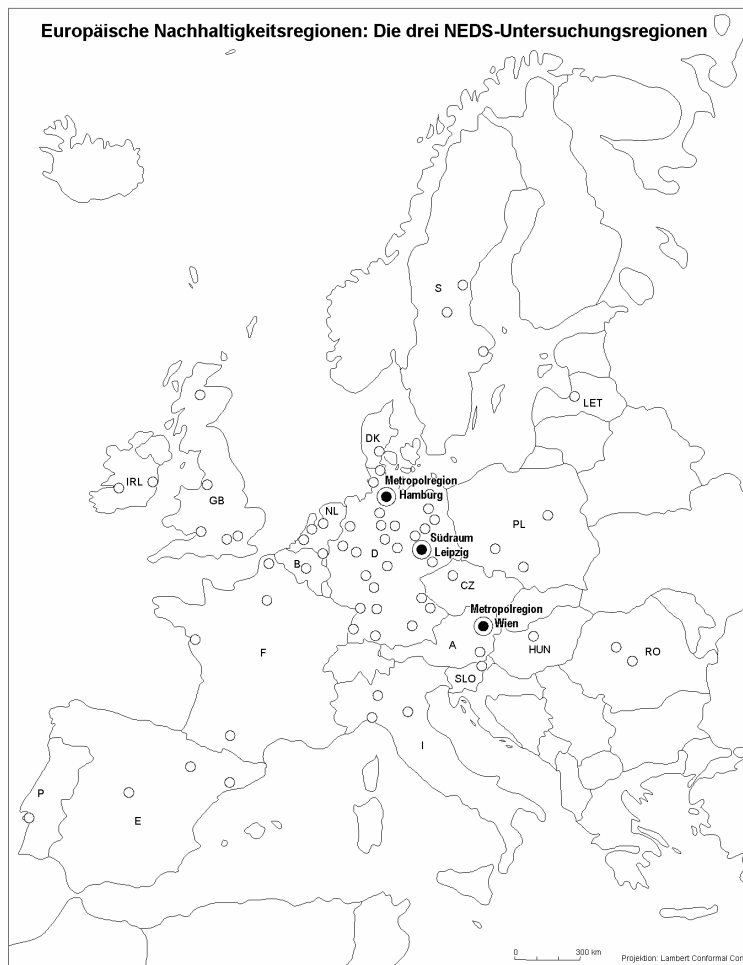 Europäische Nachhaltigkeitsregionen: Die drei NEDS-Untersuchungsregionen
S
LET
DK
IRL
GB
Metropolregion
Hamburg
NL
PL
Südraum
Leipzig
D
B
CZ
Metropolregion
Wien
A
HUN
RO
F
SLO
I
P
E
0 300 km
Projektion: Lambert Conformal Con